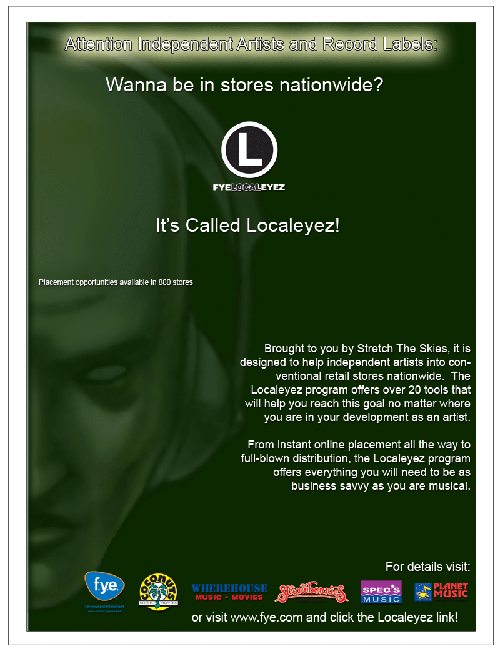 Attention Independent Artists and Record Labels:
Wanna be in stores nationwide?
L
FYELOCALEYEZ
It's Called Localeyez!
Placement opportunities available in 800 stores
Brought to you by Stretch The Skies, it is
designed to help independent artists into con-
ventional retail stores nationwide. The
Localeyez program offers over 20 tools that
will help you reach this goal no matter where
you are in your development as an artist.
From instant online placement all the way to
full-blown distribution, the Localeyez program
offers everything you will need to be as
business savvy as you are musical.
For details visit:
fye
COCONUTS
WHEREHOUSE
MUSIC - MOVIES
Strawberries
SPEC'S
MUSIC
PLANET
MUSIC
or visit www.fye.com and click the Localeyez link!